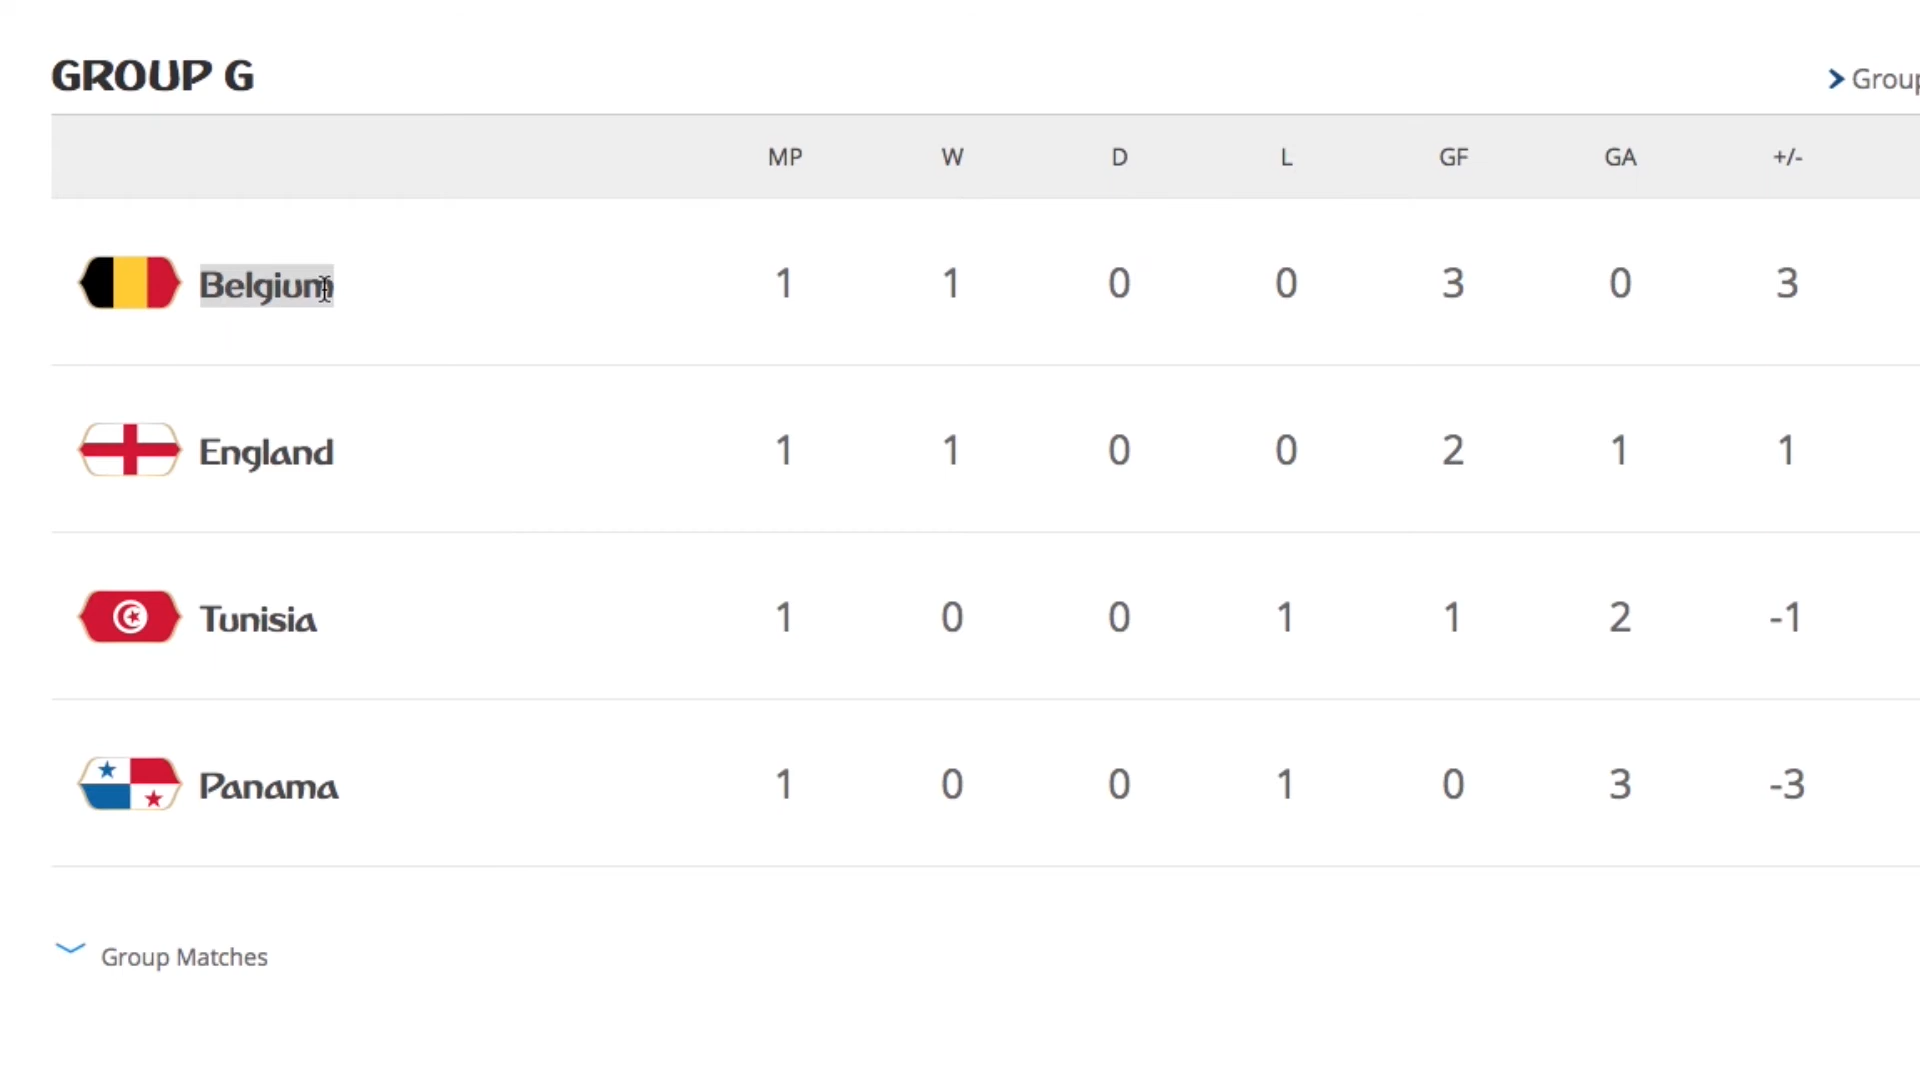 GROUP G
Group
MP W D L GF GA +/-
Belgium 1 1 0 0 3 0 3
England 1 1 0 0 2 1 1
Tunisia 1 0 0 1 1 2 -1
Panama 1 0 0 1 0 3 -3
Group Matches